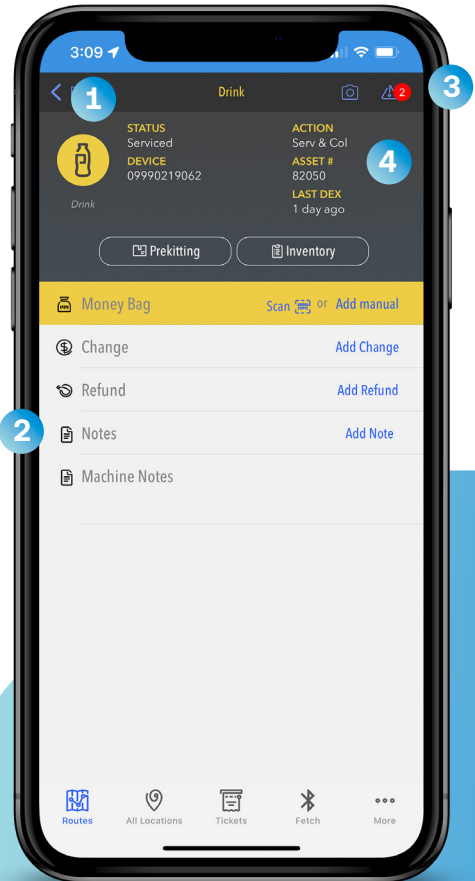 3:09
3
1
Drink
2
STATUS
Serviced
ACTION
Serv & Col
DEVICE
09990219062
ASSET #
82050
4
LAST DEX
1 day ago
Drink
Prekitting
Inventory
Money Bag
Scan or Add manual
Change
Add Change
Refund
Add Refund
2
Notes
Add Note
Machine Notes
Routes
All Locations
Tickets
Fetch
More